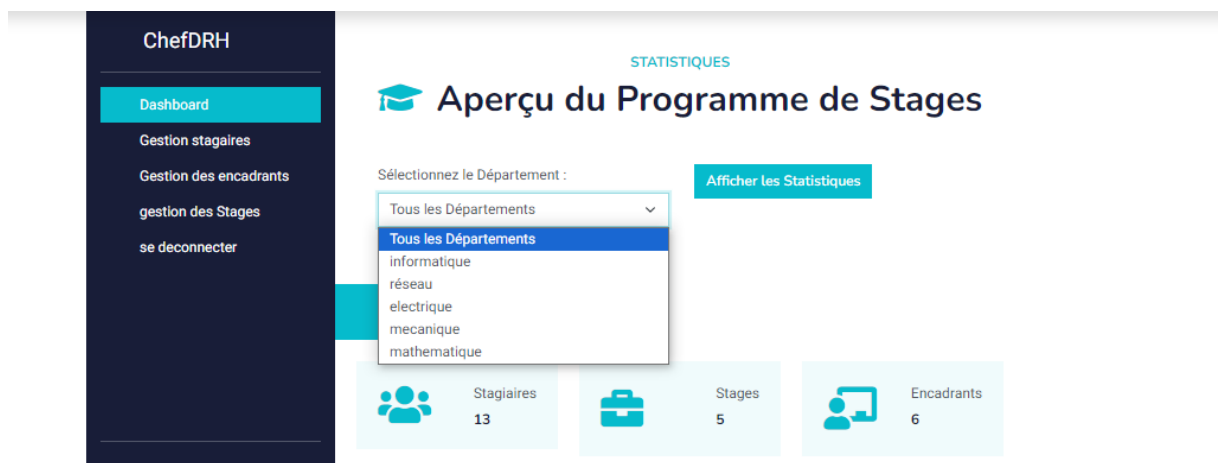 ChefDRH
Dashboard
Gestion stagaires
Gestion des encadrants
gestion des Stages
se deconnecter
STATISTIQUES
Aperçu du Programme de Stages
Sélectionnez le Département :
Afficher les Statistiques
Tous les Départements
Tous les Départements
informatique
réseau
electrique
mecanique
mathematique
Stagiaires
13
Stages
5
Encadrants
6